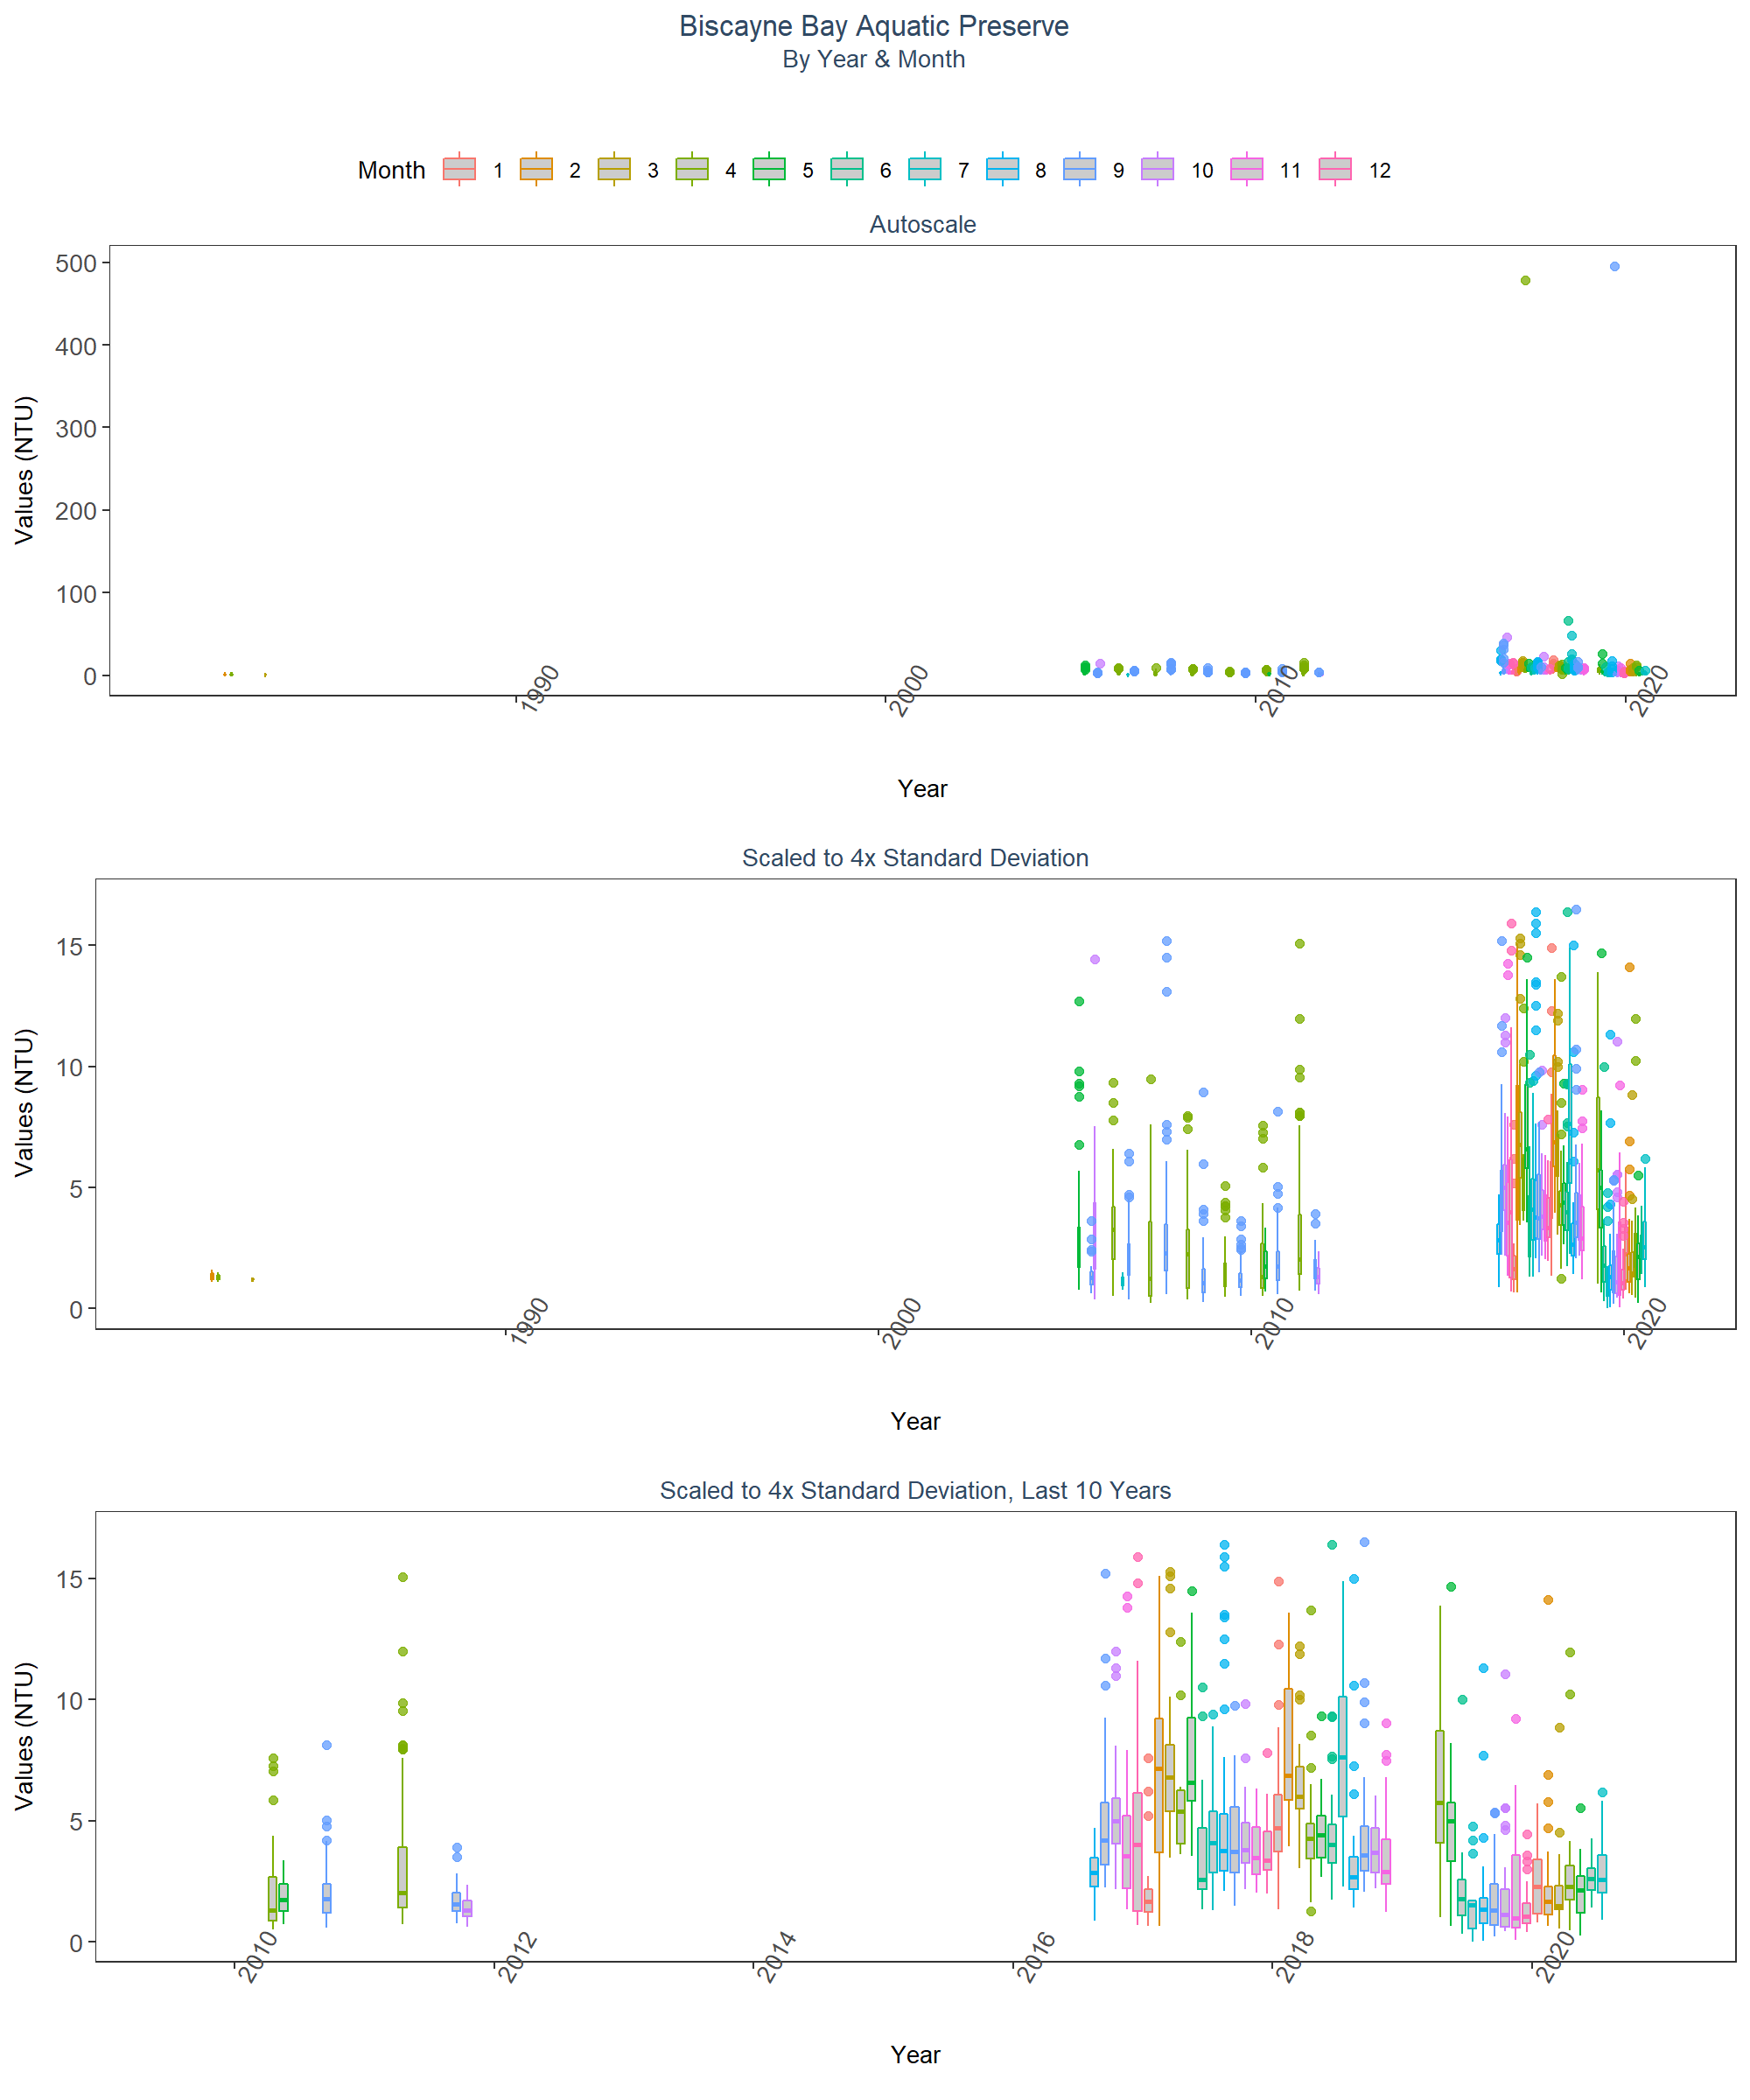 Biscayne Bay Aquatic Preserve
By Year & Month
Month 1 2 3 4 5 6 7 8 9 10 11 12
Autoscale
500
400
300
200
100
0
Values (NTU)
1990 2000 2010 2020
Year
Scaled to 4x Standard Deviation
15
10
5
0
Values (NTU)
1990 2000 2010 2020
Year
Scaled to 4x Standard Deviation, Last 10 Years
15
10
5
0
Values (NTU)
2010 2012 2014 2016 2018 2020
Year